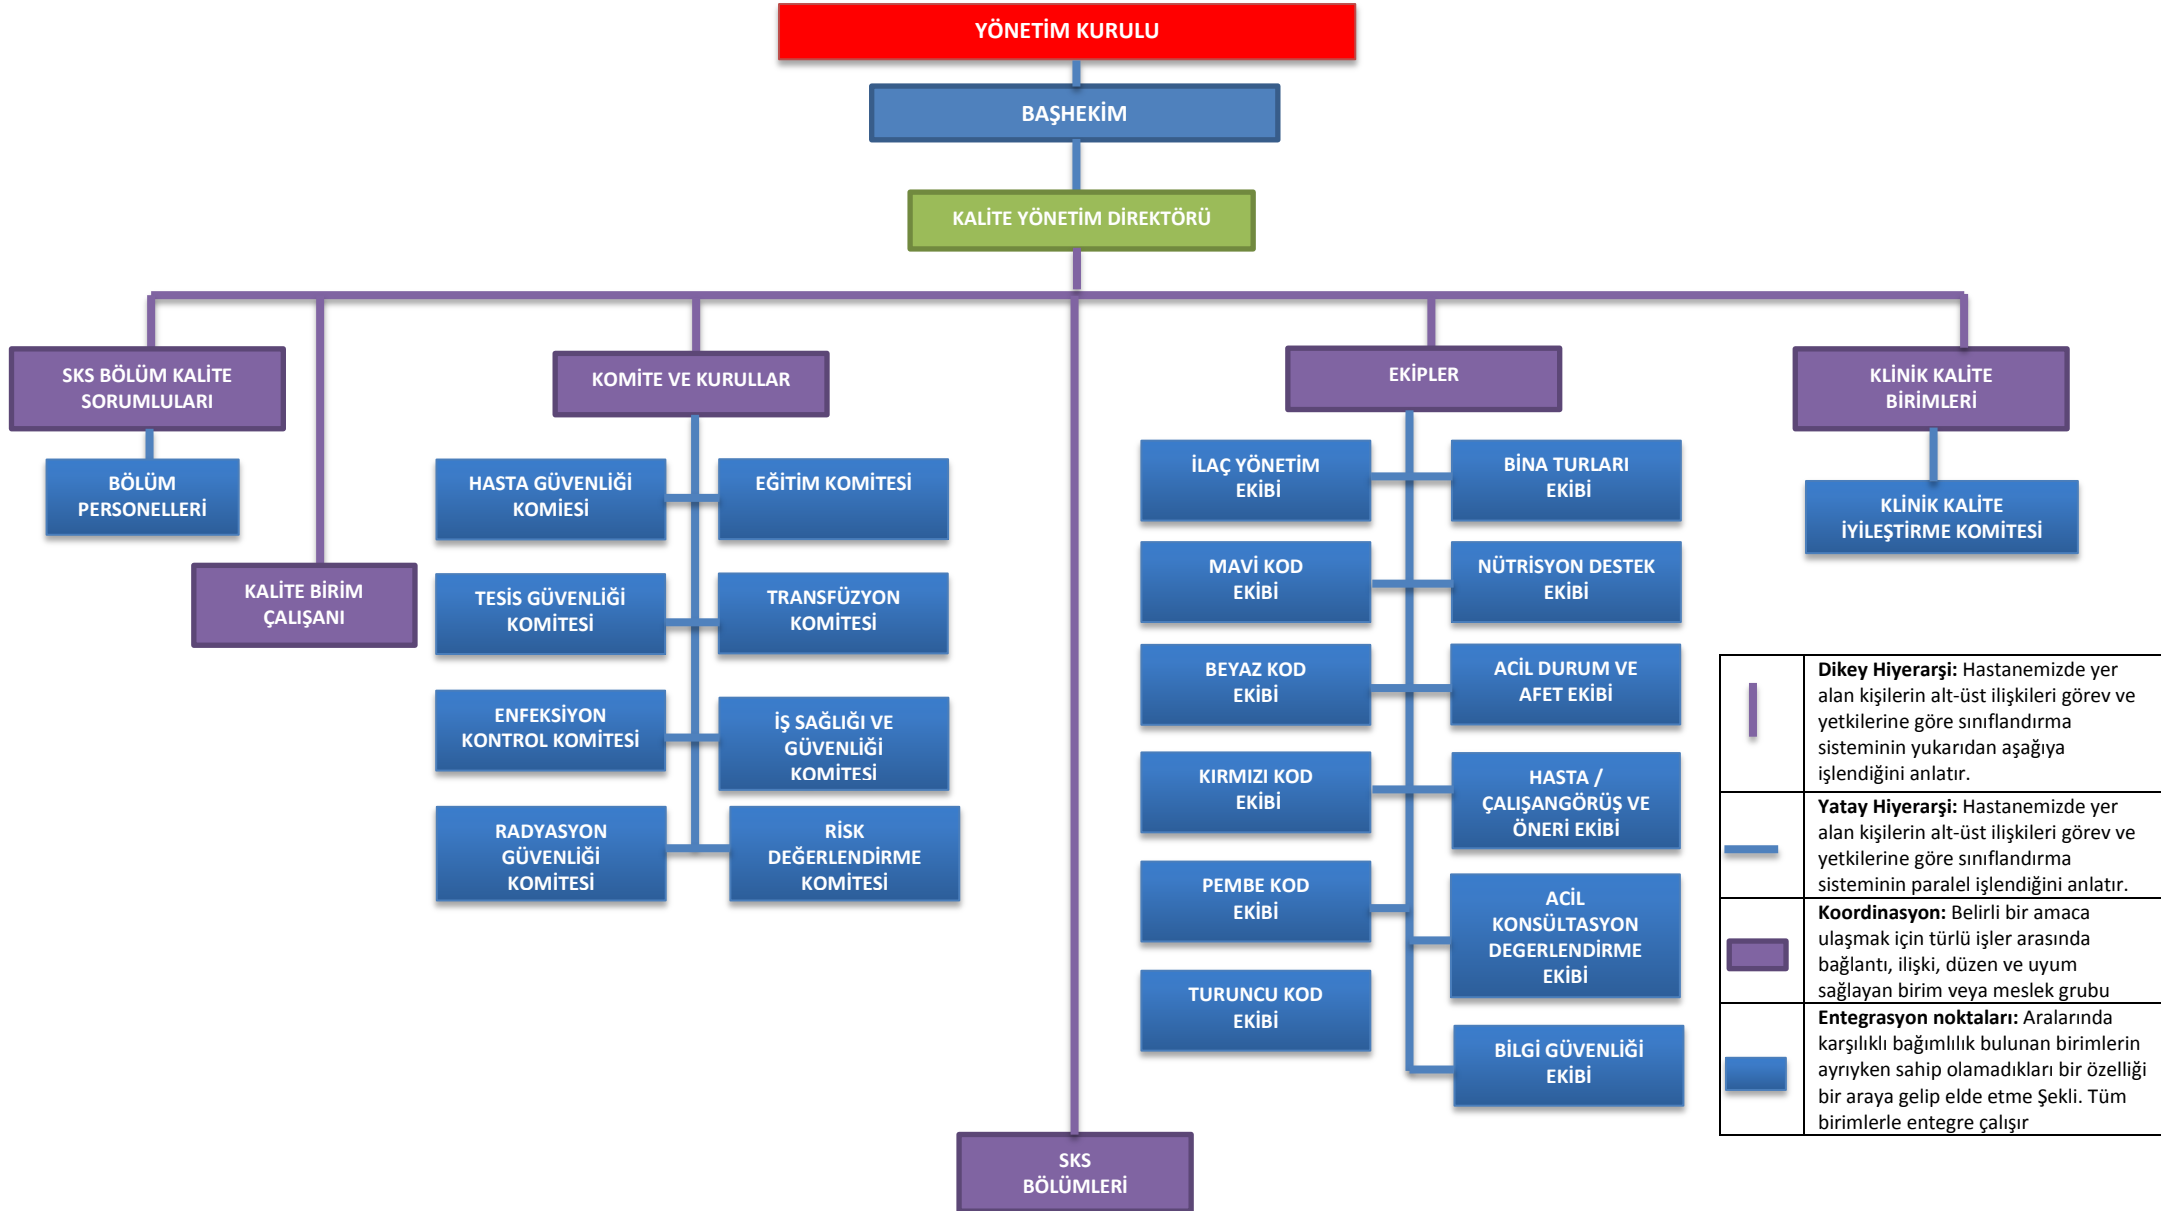 YÖNETİM KURULU
BAŞHEKİM
KALİTE YÖNETİM DİREKTÖRÜ
SKS BÖLÜM KALİTE
SORUMLULARI
BÖLÜM
PERSONELLERİ
KALİTE BİRİM
ÇALIŞANI
KOMİTE VE KURULLAR
HASTA GÜVENLİĞİ
KOMİESİ
EĞİTİM KOMİTESİ
TESİS GÜVENLİĞİ
KOMİTESİ
TRANSFÜZYON
KOMİTESİ
ENFEKSİYON
KONTROL KOMİTESİ
İŞ SAĞLIĞI VE
GÜVENLİĞİ
KOMİTESİ
RADYASYON
GÜVENLİĞİ
KOMİTESİ
RİSK
DEĞERLENDİRME
KOMİTESİ
SKS
BÖLÜMLERİ
EKİPLER
İLAÇ YÖNETİM
EKİBİ
BİNA TURLARI
EKİBİ
MAVİ KOD
EKİBİ
NÜTRİSYON DESTEK
EKİBİ
BEYAZ KOD
EKİBİ
ACİL DURUM VE
AFET EKİBİ
KIRMIZI KOD
EKİBİ
HASTA /
ÇALIŞANGÖRÜŞ VE
ÖNERİ EKİBİ
PEMBE KOD
EKİBİ
ACİL
KONSÜLTASYON
DEGERLENDİRME
EKİBİ
TURUNCU KOD
EKİBİ
BİLGİ GÜVENLİĞİ
EKİBİ
KLİNİK KALİTE
BİRİMLERİ
KLİNİK KALİTE
İYİLEŞTİRME KOMİTESİ
Dikey Hiyerarşi: Hastanemizde yer
alan kişilerin alt-üst ilişkileri görev ve
yetkilerine göre sınıflandırma
sisteminin yukarıdan aşağıya
işlendiğini anlatır.
Yatay Hiyerarşi: Hastanemizde yer
alan kişilerin alt-üst ilişkileri görev ve
yetkilerine göre sınıflandırma
sisteminin paralel işlendiğini anlatır.
Koordinasyon: Belirli bir amaca
ulaşmak için türlü işler arasında
bağlantı, ilişki, düzen ve uyum
sağlayan birim veya meslek grubu
Entegrasyon noktaları: Aralarında
karşılıklı bağımlılık bulunan birimlerin
ayrıyken sahip olamadıkları bir özelliği
bir araya gelip elde etme Şekli. Tüm
birimlerle entegre çalışır